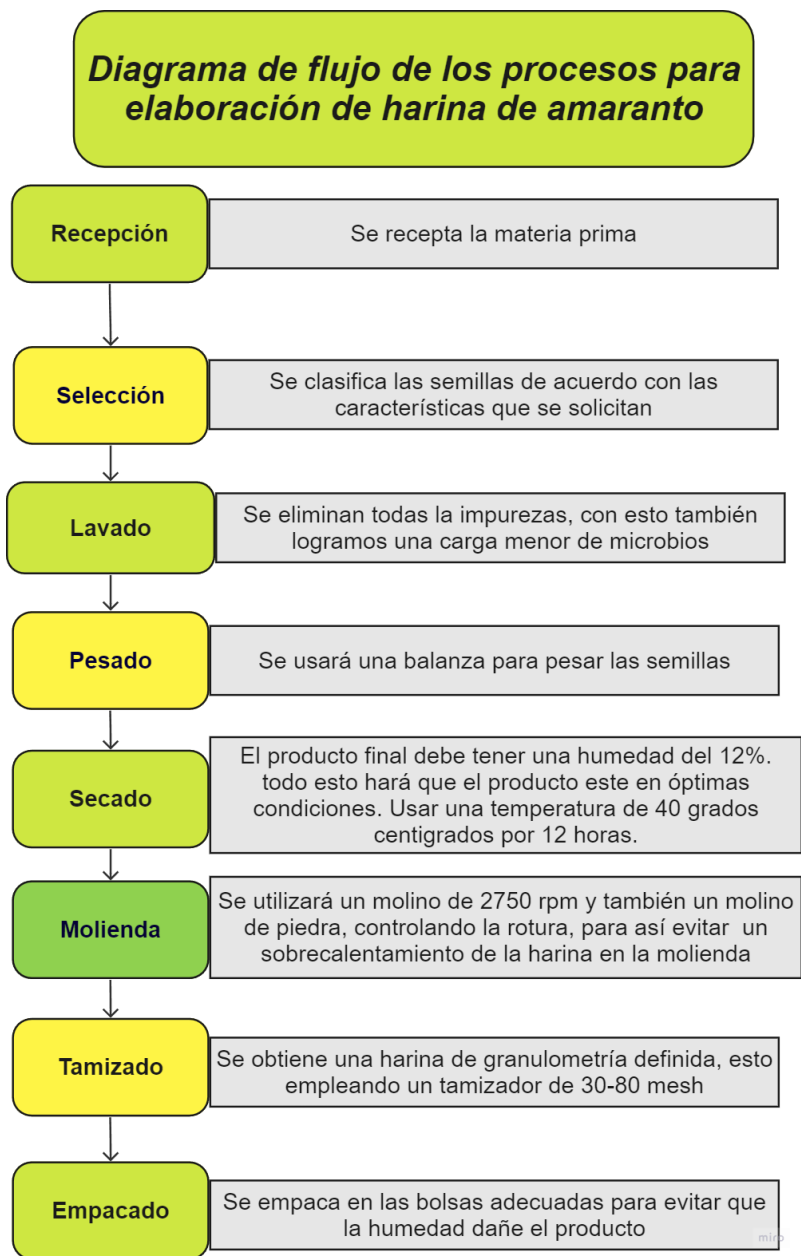 Diagrama de flujo de los procesos para
elaboración de harina de amaranto
Recepción
Se recepta la materia prima
Selección
Se clasifica las semillas de acuerdo con las
características que se solicitan
Lavado
Se eliminan todas la impurezas, con esto también
logramos una carga menor de microbios
Pesado
Se usará una balanza para pesar las semillas
Secado
El producto final debe tener una humedad del 12%.
todo esto hará que el producto este en óptimas
condiciones. Usar una temperatura de 40 grados
centigrados por 12 horas.
Molienda
Se utilizará un molino de 2750 rpm y también un molino
de piedra, controlando la rotura, para así evitar  un
sobrecalentamiento de la harina en la molienda
Tamizado
Se obtiene una harina de granulometría definida, esto
empleando un tamizador de 30-80 mesh
Empacado
Se empaca en las bolsas adecuadas para evitar que
la humedad dañe el producto
miro